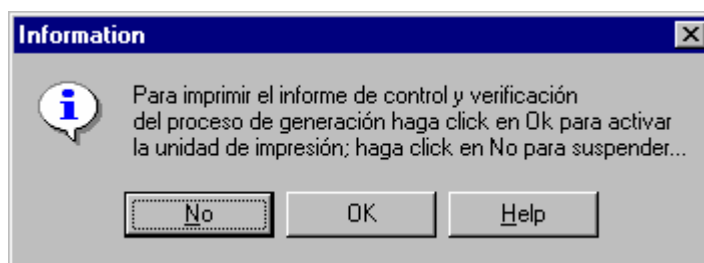 Information
Para imprimir el informe de control y verificación
del proceso de generación haga click en Ok para activar
la unidad de impresión; haga click en No para suspender...
No OK Help